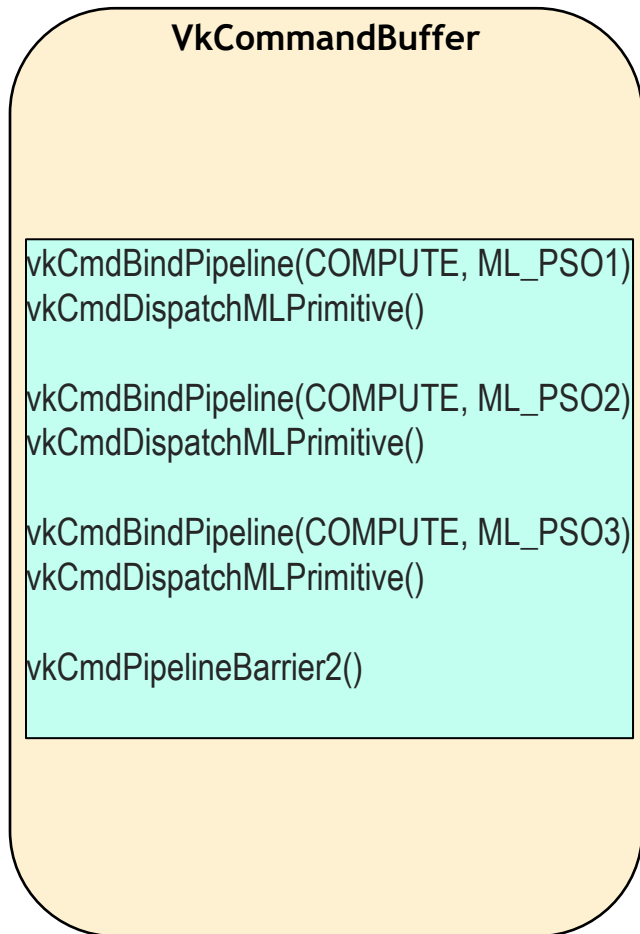 VkCommandBuffer
vkCmdBindPipeline(COMPUTE, ML_PSO1)
vkCmdDispatchMLPrimitive()
vkCmdBindPipeline(COMPUTE, ML_PSO2)
vkCmdDispatchMLPrimitive()
vkCmdBindPipeline(COMPUTE, ML_PSO3)
vkCmdDispatchMLPrimitive()
vkCmdPipelineBarrier2()